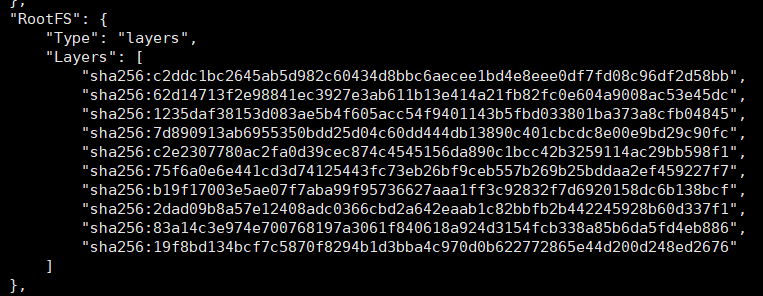 },
"RootFS": {
"Type": "layers",
"Layers": [
"sha256:c2ddc1bc2645ab5d982c60434d8bbc6aecee1bd4e8eee0df7fd08c96df2d58bb",
"sha256:62d14713f2e98841ec3927e3ab611b13e414a21fb82fc0e604a9008ac53e45dc",
"sha256:1235daf38153d083ae5b4f605acc54f9401143b5fbd033801ba373a8cfb04845",
"sha256:7d890913ab6955350bdd25d04c60dd444db13890c401cbcdc8e00e9bd29c90fc",
"sha256:c2e2307780ac2fa0d39cec874c4545156da890c1bcc42b3259114ac29bb598f1",
"sha256:75f6a0e6e441cd3d74125443fc73eb26bf9ceb557b269b25bddaa2ef459227f7",
"sha256:b19f17003e5ae07f7aba99f95736627aaa1ff3c92832f7d6920158dc6b138bcf",
"sha256:2dad09b8a57e12408adc0366cbd2a642eaab1c82bbfb2b442245928b60d337f1",
"sha256:83a14c3e974e700768197a3061f840618a924d3154fcb338a85b6da5fd4eb886",
"sha256:19f8bd134bcf7c5870f8294b1d3bba4c970d0b622772865e44d200d248ed2676"
]
},